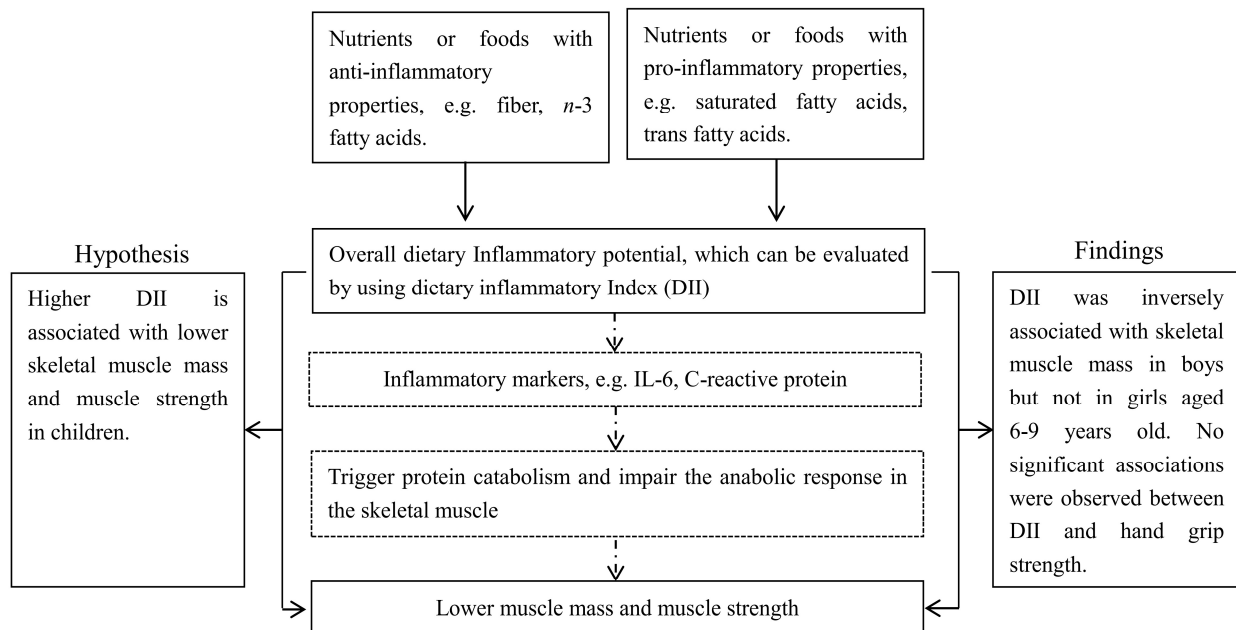 Nutrients or foods with
anti-inflammatory
properties, e.g. fiber, n-3
fatty acids.
Nutrients or foods with
pro-inflammatory properties,
e.g. saturated fatty acids,
trans fatty acids.
Hypothesis
Higher DII is
associated with lower
skeletal muscle mass
and muscle strength
in children.
Overall dietary Inflammatory potential, which can be evaluated
by using dietary inflammatory Index (DII)
Inflammatory markers, e.g. IL-6, C-reactive protein
Trigger protein catabolism and impair the anabolic response in
the skeletal muscle
Lower muscle mass and muscle strength
Findings
DII was inversely
associated with skeletal
muscle mass in boys
but not in girls aged
6-9 years old. No
significant associations
were observed between
DII and hand grip
strength.